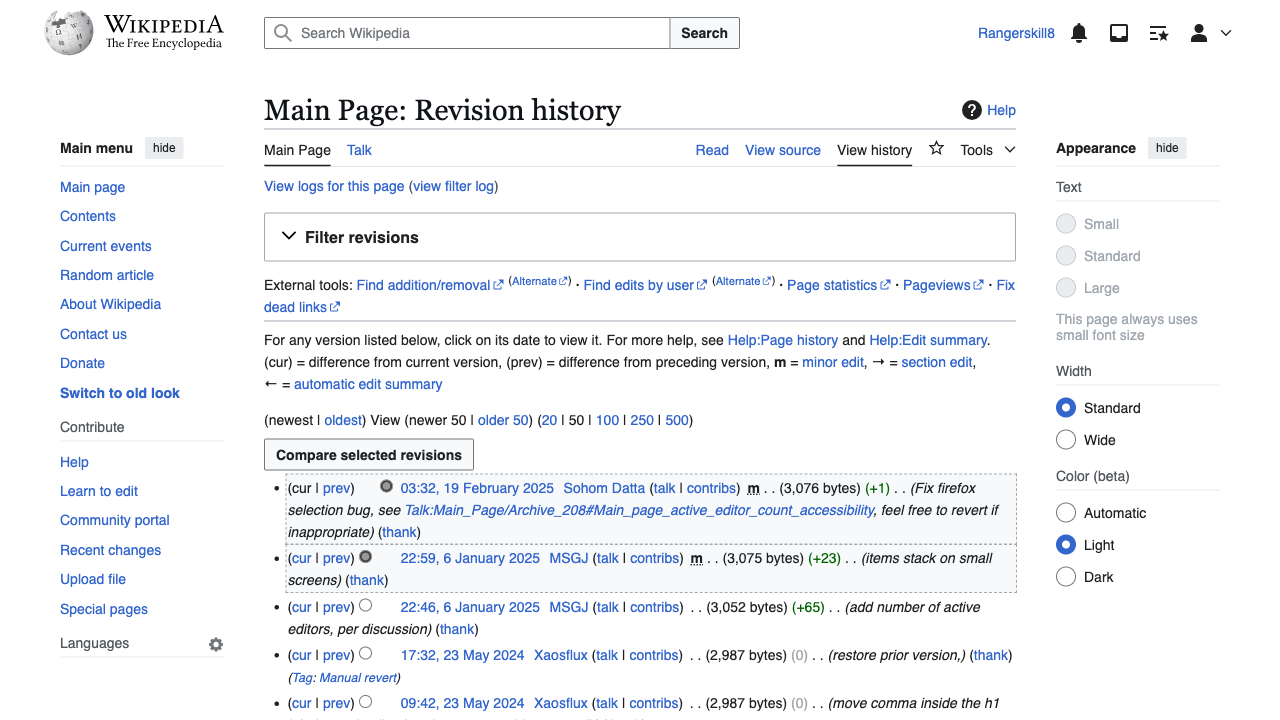 WIKIPEDIA
The Free Encyclopedia
Search Wikipedia
Search
Rangerskill8
Main menu hide
Main page
Contents
Current events
Random article
About Wikipedia
Contact us
Donate
Switch to old look
Contribute
Help
Learn to edit
Community portal
Recent changes
Upload file
Special pages
Languages
Main Page: Revision history
Help
Main Page Talk Read View source View history Tools
View logs for this page (view filter log)
Filter revisions
External tools: Find addition/removal (Alternate) · Find edits by user (Alternate) · Page statistics · Pageviews · Fix
dead links
For any version listed below, click on its date to view it. For more help, see Help:Page history and Help:Edit summary.
(cur) = difference from current version, (prev) = difference from preceding version, m = minor edit, → = section edit,
← = automatic edit summary
(newest | oldest) View (newer 50 | older 50) (20 | 50 | 100 | 250 | 500)
Compare selected revisions
• (cur | prev) 03:32, 19 February 2025 Sohom Datta (talk | contribs) m . . (3,076 bytes) (+1) . . (Fix firefox
selection bug, see Talk:Main_Page/Archive_208#Main_page_active_editor_count_accessibility, feel free to revert if
inappropriate) (thank)
• (cur | prev) 22:59, 6 January 2025 MSGJ (talk | contribs) m . . (3,075 bytes) (+23) . . (items stack on small
screens) (thank)
• (cur | prev) 22:46, 6 January 2025 MSGJ (talk | contribs) . . (3,052 bytes) (+65) . . (add number of active
editors, per discussion) (thank)
• (cur | prev) 17:32, 23 May 2024 Xaosflux (talk | contribs) . . (2,987 bytes) (0) . . (restore prior version,) (thank)
(Tag: Manual revert)
• (cur | prev) 09:42, 23 May 2024 Xaosflux (talk | contribs) . . (2,987 bytes) (0) . . (move comma inside the h1
Appearance hide
Text
Small
Standard
Large
This page always uses
small font size
Width
Standard
Wide
Color (beta)
Automatic
Light
Dark